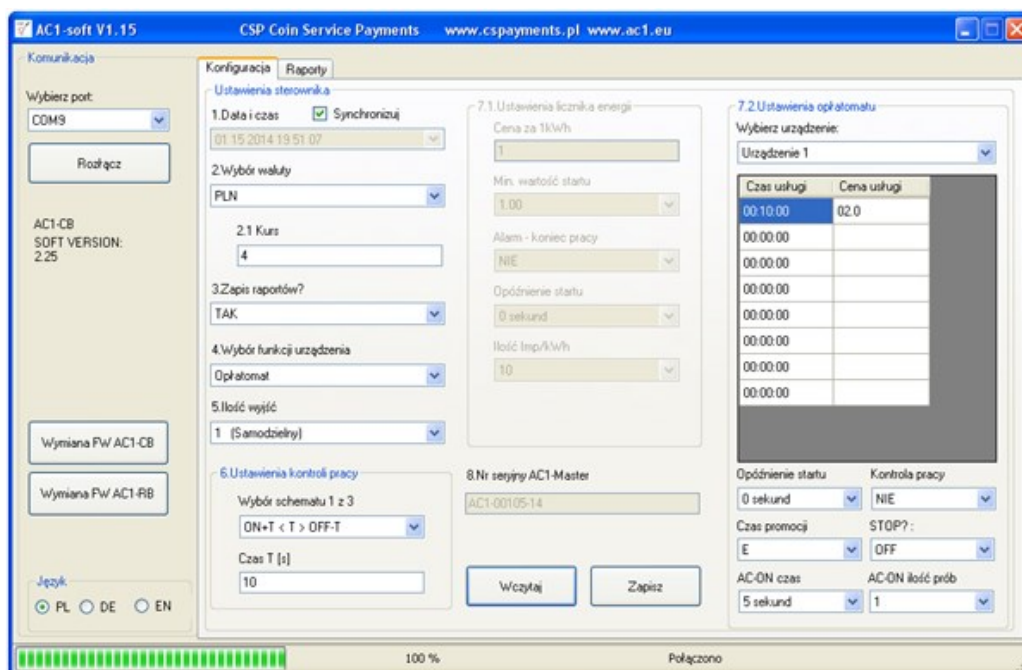 AC1-soft V1.15 CSP Coin Service Payments www.cspayments.pl www.ac1.eu
Komunikacja
Wybierz port:
COM9
Rozłącz
AC1-CB
SOFT VERSION:
2.25
Wymiana FW AC1-CB
Wymiana FW AC1-RB
Język
PL DE EN
Konfiguracja Raporty
Ustawienia sterownika
1.Data i czas Synchronizuj
01 15 2014 19:51:07
2.Wybór waluty
PLN
2.1 Kurs
4
3.Zapis raportów?
TAK
4.Wybór funkcji urządzenia
Opłatomat
5.Ilość wyjść
1 (Samodzielny)
6.Ustawienia kontroli pracy
Wybór schematu 1 z 3
ON+T < T > OFF-T
Czas T [s]
10
7.1.Ustawienia licznika energii
Cena za 1kWh
1
Min. wartość startu
1.00
Alarm - koniec pracy
NIE
Opóźnienie startu
0 sekund
Ilość Imp/kWh
10
8.Nr seryjny AC1-Master
AC1-00105-14
Wczytaj Zapisz
7.2.Ustawienia opłatomatu
Wybierz urządzenie:
Urządzenie 1
Czas usługi Cena usługi
00:10:00 02.0
00:00:00
00:00:00
00:00:00
00:00:00
00:00:00
00:00:00
00:00:00
Opóźnienie startu Kontrola pracy
0 sekund NIE
Czas promocji STOP? :
E OFF
AC-ON czas AC-ON ilość prób
5 sekund 1
100 % Połączono